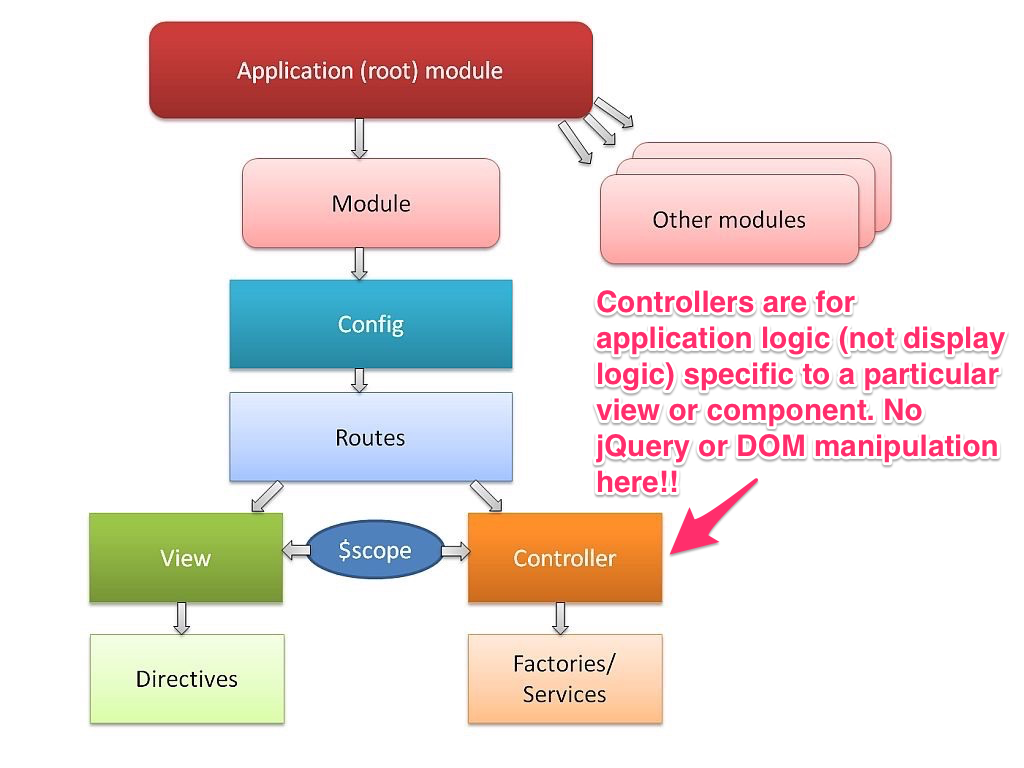 Application (root) module
Module
Other modules
Config
Controllers are for
application logic (not display
logic) specific to a particular
view or component. No
jQuery or DOM manipulation
here!!
Routes
View
$scope
Controller
Directives
Factories/
Services